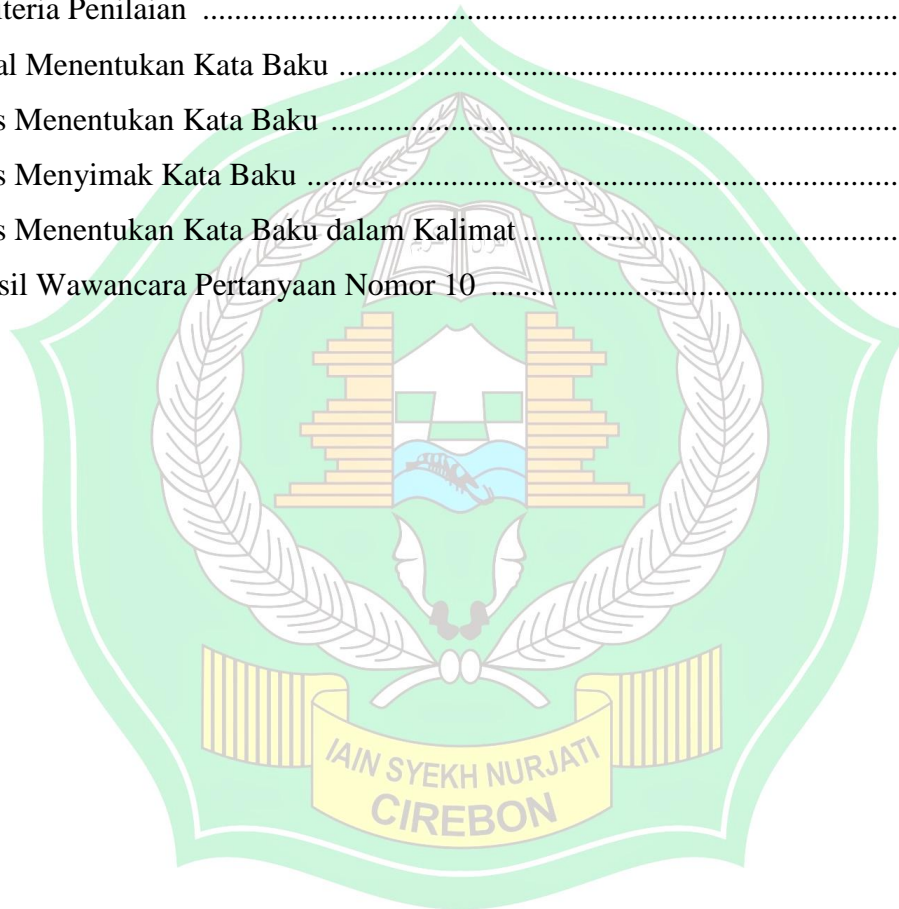 iteria Penilaian ................................................................................................
al Menentukan Kata Baku .......................................................................
s Menentukan Kata Baku .........................................................................
s Menyimak Kata Baku ...........................................................................
s Menentukan Kata Baku dalam Kalimat ................................................
sil Wawancara Pertanyaan Nomor 10 ....................................................
IAIN SYEKH NURJATI
CIREBON